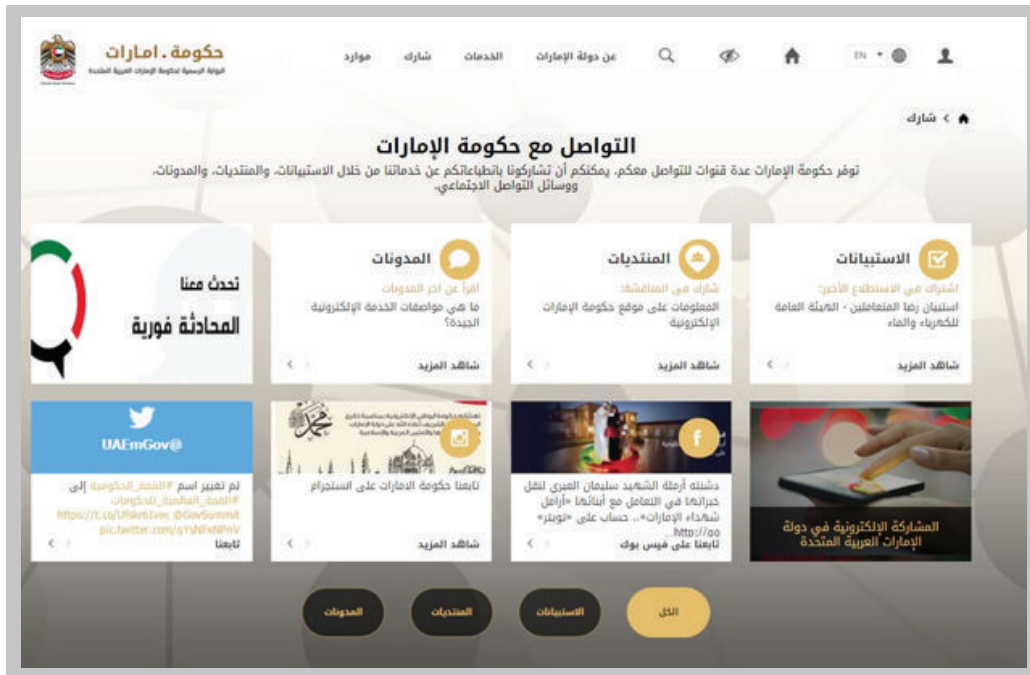 حكومة . امارات
البوابة الرسمية لحكومة الإمارات العربية المتحدة
موارد
شارك
الخدمات
عن دولة الإمارات
EN
شارك
التواصل مع حكومة الإمارات
توفر حكومة الإمارات عدة قنوات للتواصل معكم. يمكنكم أن تشاركونا بانطباعاتكم عن خدماتنا من خلال الاستبيانات، والمنتديات، والمدونات،
ووسائل التواصل الاجتماعي.
الاستبيانات
اشترك في الاستطلاع الأخير:
استبيان رضا المتعاملين - الهيئة العامة
للكهرباء والماء
شاهد المزيد
المنتديات
شارك في المناقشة:
المعلومات على موقع حكومة الإمارات
الإلكترونية
شاهد المزيد
المدونات
اقرأ عن آخر المدونات
ما هي مواصفات الخدمة الإلكترونية
الجيدة؟
شاهد المزيد
تحدث معنا
المحادثة فورية
المشاركة الإلكترونية في دولة
الإمارات العربية المتحدة
f
دشنته أرملة الشهيد سليمان العبري لنقل
خبراتها في التعامل مع أبنائها «أرامل
شهداء الإمارات».. حساب على «تويتر»
http://go...
تابعنا على فيس بوك
تابعنا حكومة الامارات على انستجرام
شاهد المزيد
@UAEmGov
تم تغيير اسم #القمة_الحكومية إلى
#القمة_العالمية_للحكومات
@GovSummit
تابعنا
الكل
الاستبيانات
المنتديات
المدونات